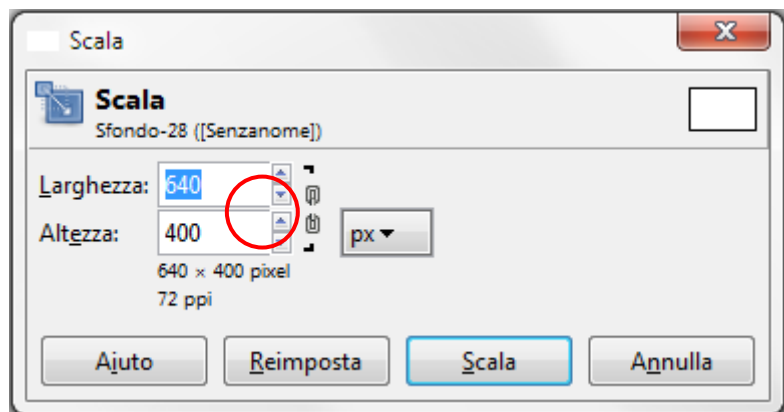 Scala
Scala
Sfondo-28 ([Senzanome])
Larghezza: 640
Altezza: 400 px
640 × 400 pixel
72 ppi
Aiuto Reimposta Scala Annulla